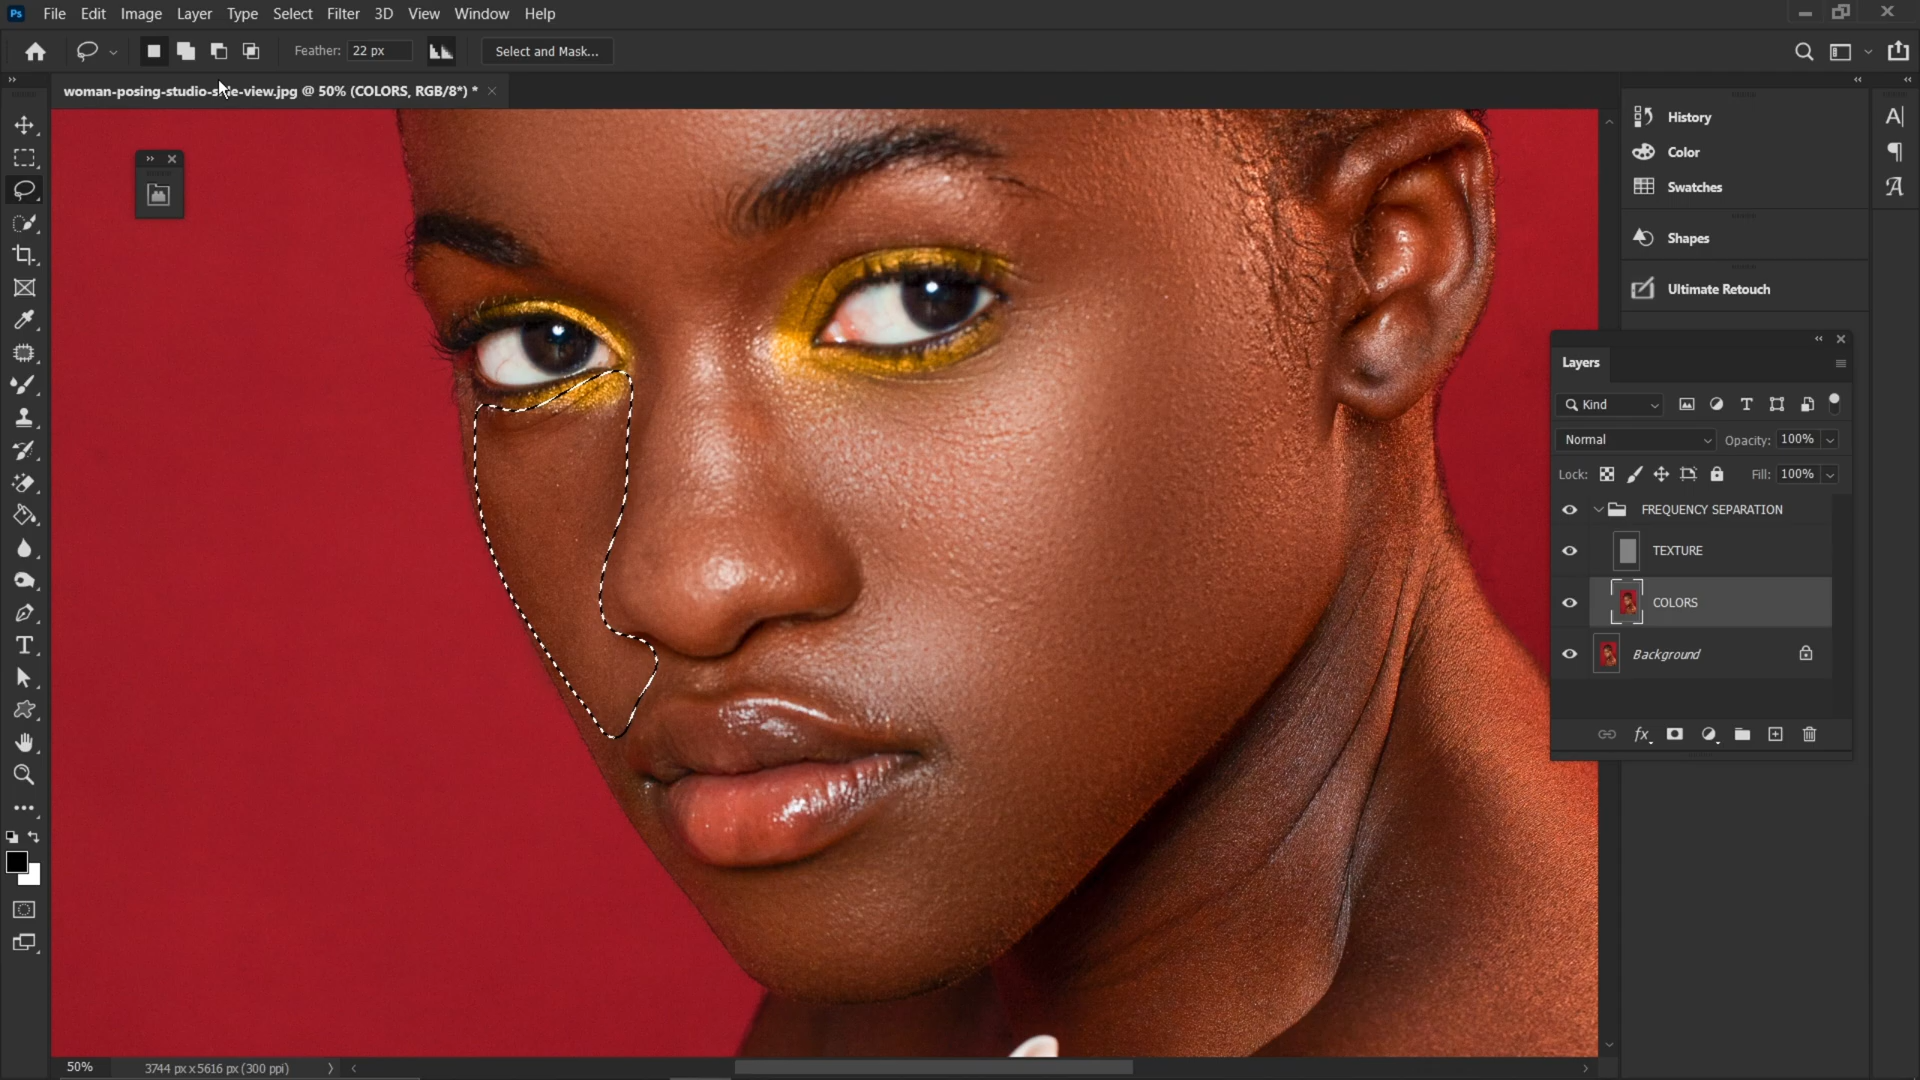 Ps File Edit Image Layer Type Select Filter 3D View Window Help
Feather: 22 px Select and Mask...
woman-posing-studio-side-view.jpg @ 50% (COLORS, RGB/8*) *
History
Color
Swatches
Shapes
Ultimate Retouch
Layers
Kind
Normal Opacity: 100%
Lock: Fill: 100%
FREQUENCY SEPARATION
TEXTURE
COLORS
Background
fx
50% 3744 px x 5616 px (300 ppi)